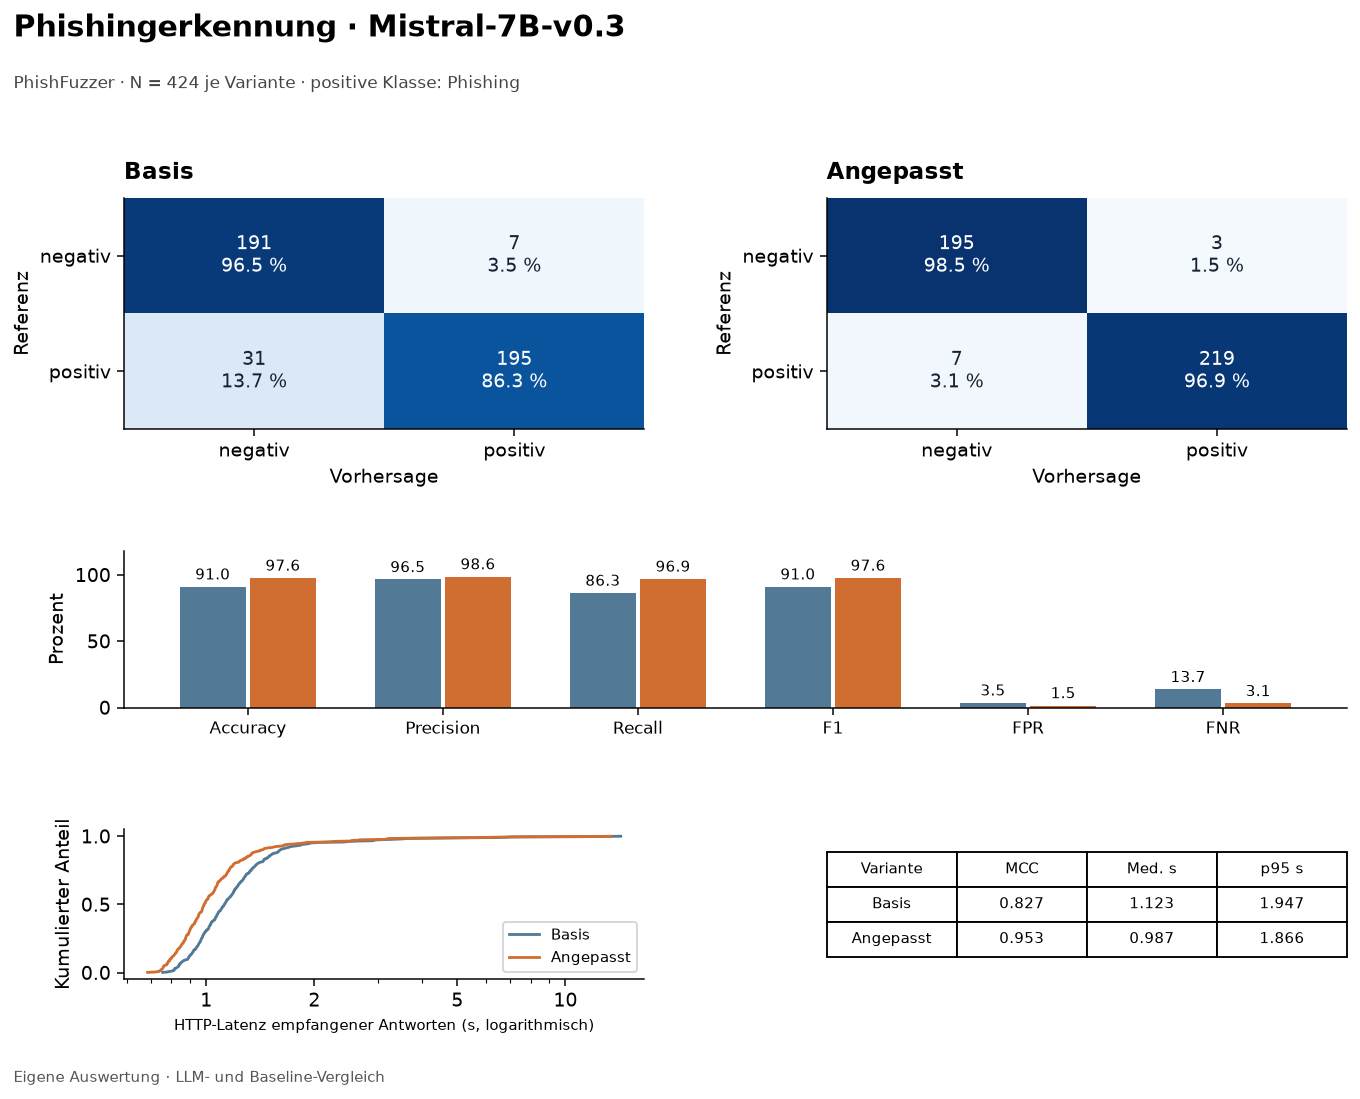 Phishingerkennung · Mistral-7B-v0.3
PhishFuzzer · N = 424 je Variante · positive Klasse: Phishing
Basis
Referenz
negativ
191
96.5 %
7
3.5 %
positiv
31
13.7 %
195
86.3 %
negativ positiv
Vorhersage
Angepasst
Referenz
negativ
195
98.5 %
3
1.5 %
positiv
7
3.1 %
219
96.9 %
negativ positiv
Vorhersage
Prozent
100
50
0
91.0 97.6 96.5 98.6 86.3 96.9 91.0 97.6 3.5 1.5 13.7 3.1
Accuracy Precision Recall F1 FPR FNR
Kumulierter Anteil
1.0
0.5
0.0
Basis
Angepasst
1 2 5 10
HTTP-Latenz empfangener Antworten (s, logarithmisch)
Variante MCC Med. s p95 s
Basis 0.827 1.123 1.947
Angepasst 0.953 0.987 1.866
Eigene Auswertung · LLM- und Baseline-Vergleich